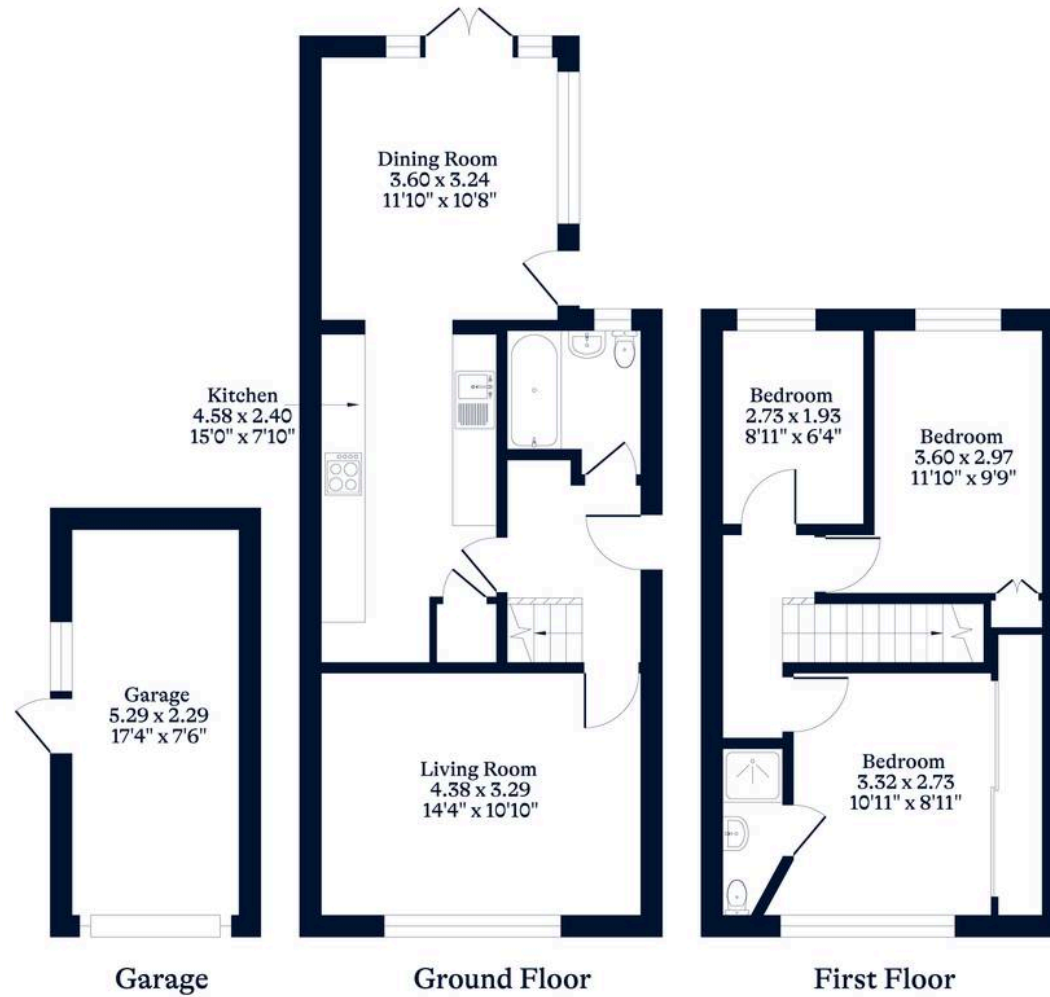 Dining Room
3.60 x 3.24
11'10" x 10'8"
Kitchen
4.58 x 2.40
15'0" x 7'10"
Bedroom
2.73 x 1.93
8'11" x 6'4"
Bedroom
3.60 x 2.97
11'10" x 9'9"
Garage
5.29 x 2.29
17'4" x 7'6"
Living Room
4.38 x 3.29
14'4" x 10'10"
Bedroom
3.32 x 2.73
10'11" x 8'11"
Garage
Ground Floor
First Floor